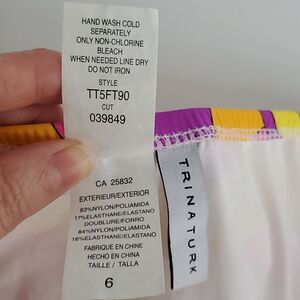 HAND WASH COLD
SEPARATELY
ONLY NON-CHLORINE
BLEACH
WHEN NEEDED LINE DRY
DO NOT IRON
STYLE
TT5FT90
CUT
039849
CA 25832
EXTERIEUR/EXTERIOR
83%NYLON/POLIAMIDA
17%ELASTHANE/ELASTANO
DOUBLURE/FORRO
84%NYLON/POLIAMIDA
16%ELASTHANE/ELASTANO
FABRIQUE EN CHINE
HECHO EN CHINA
TAILLE / TALLA
6
TRINA TURK